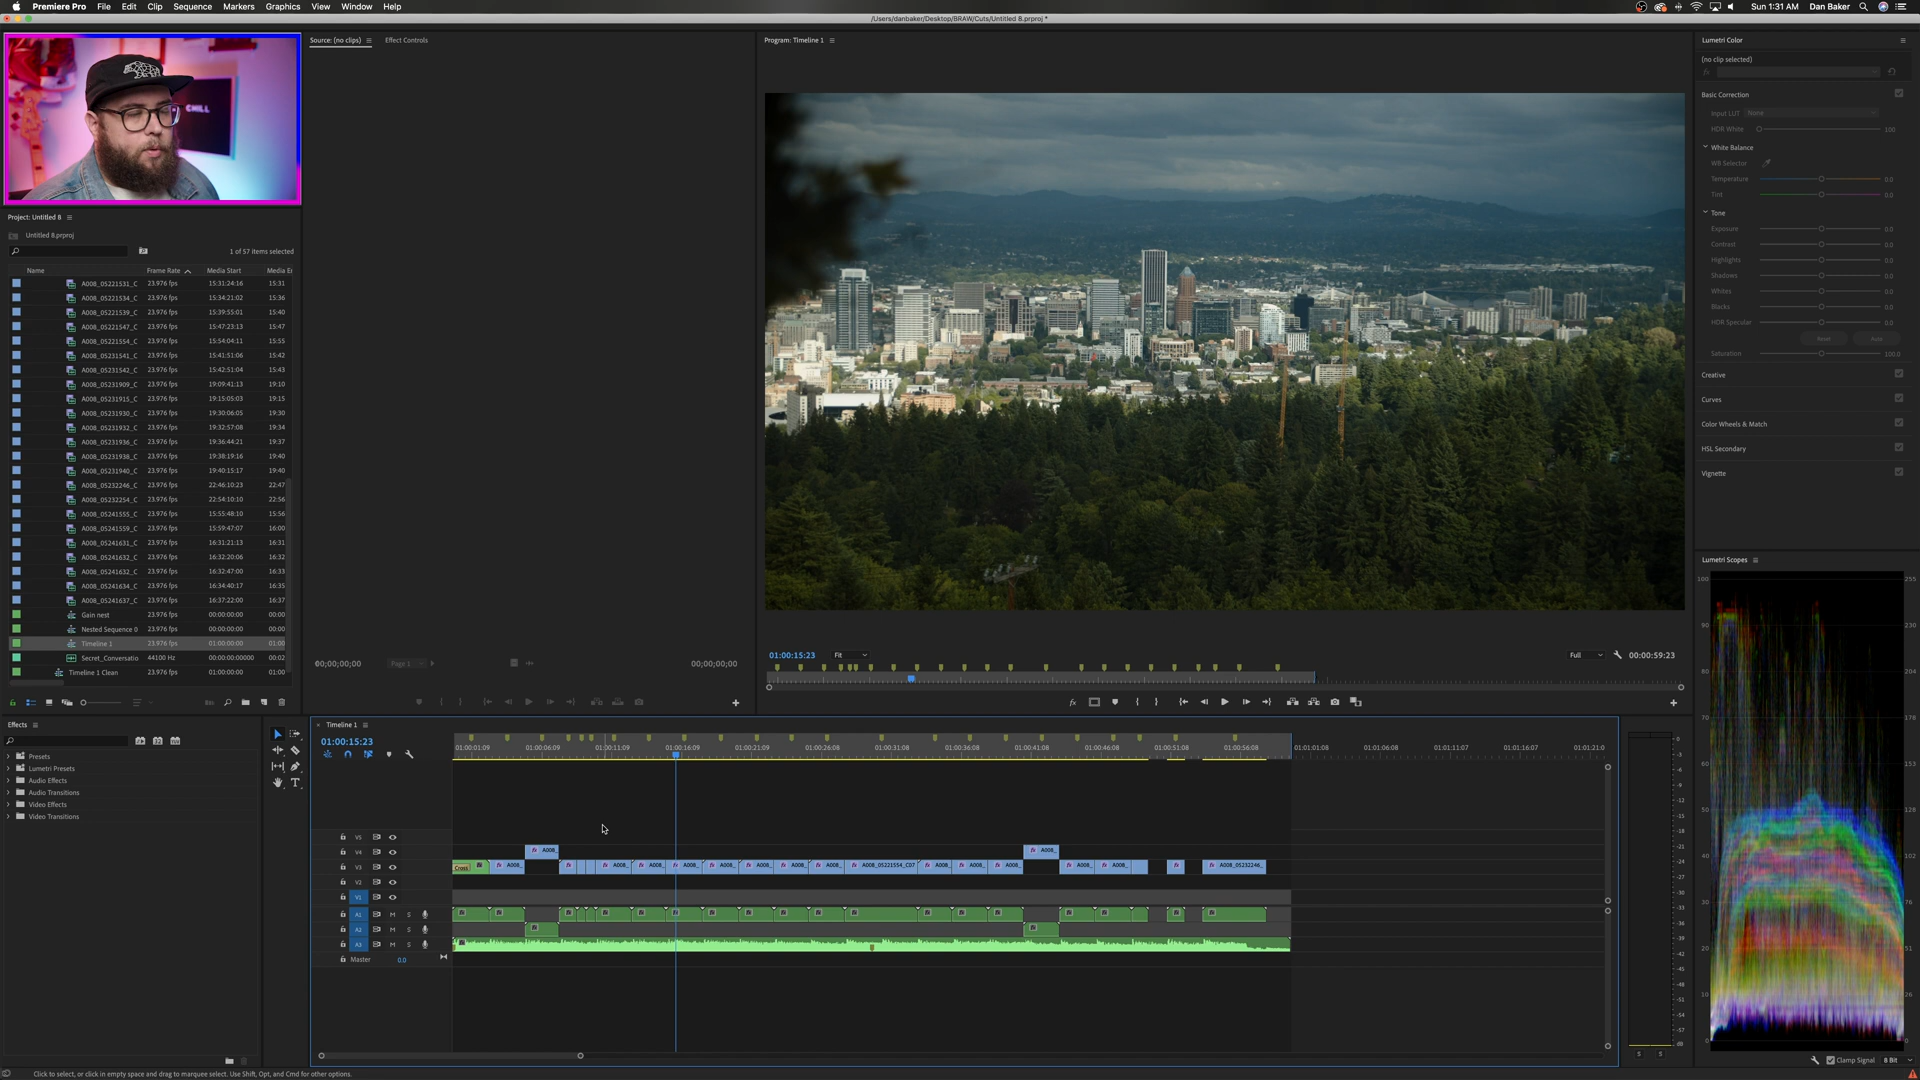 Premiere Pro File Edit Clip Sequence Markers Graphics View Window Help
Sun 1:31 AM Dan Baker
/Users/danbaker/Desktop/BRAW/Cuts/Untitled 8.prproj *
CHILL
Source: (no clips) Effect Controls
Program: Timeline 1
Lumetri Color
(no clip selected)
fx
Basic Correction
Input LUT None
HDR White 100
White Balance
WB Selector
Temperature 0.0
Tint 0.0
Tone
Exposure 0.0
Contrast 0.0
Highlights 0.0
Shadows 0.0
Whites 0.0
Blacks 0.0
HDR Specular 0.0
Reset Auto
Saturation 100.0
Creative
Curves
Color Wheels & Match
HSL Secondary
Vignette
Project: Untitled 8
Untitled 8.prproj
1 of 57 items selected
Name Frame Rate Media Start Media E
A008_05221531_C 23.976 fps 15:31:24:16 15:31
A008_05221534_C 23.976 fps 15:34:21:02 15:36
A008_05221539_C 23.976 fps 15:39:55:01 15:40
A008_05221547_C 23.976 fps 15:47:23:13 15:47
A008_05221554_C 23.976 fps 15:54:04:11 15:55
A008_05231541_C 23.976 fps 15:41:51:06 15:42
A008_05231542_C 23.976 fps 15:42:51:04 15:43
A008_05231909_C 23.976 fps 19:09:41:13 19:10
A008_05231915_C 23.976 fps 19:15:05:03 19:15
A008_05231930_C 23.976 fps 19:30:06:05 19:30
A008_05231932_C 23.976 fps 19:32:57:08 19:34
A008_05231936_C 23.976 fps 19:36:44:21 19:37
A008_05231938_C 23.976 fps 19:38:19:16 19:40
A008_05231940_C 23.976 fps 19:40:15:17 19:40
A008_05232246_C 23.976 fps 22:46:10:23 22:47
A008_05232254_C 23.976 fps 22:54:10:10 22:56
A008_05241555_C 23.976 fps 15:55:48:10 15:56
A008_05241559_C 23.976 fps 15:59:47:07 16:00
A008_05241631_C 23.976 fps 16:31:21:13 16:31
A008_05241632_C 23.976 fps 16:32:20:06 16:32
A008_05241632_C 23.976 fps 16:32:47:00 16:33
A008_05241634_C 23.976 fps 16:34:40:17 16:35
A008_05241637_C 23.976 fps 16:37:22:00 16:37
Gain nest 23.976 fps 00:00:00:00 00:00
Nested Sequence 0 23.976 fps 00:00:00:00 00:00
Timeline 1 23.976 fps 01:00:00:00 01:00
Secret_Conversatio 44100 Hz 00:00:00:00000 00:02
Timeline 1 Clean 23.976 fps 01:00:00:00 01:00
00;00;00;00 Page 1 00;00;00;00
01:00:15:23 Fit Full 00:00:59:23
Lumetri Scopes
100 255
90
80
70
60
50
40
30
20
10
0
Clamp Signal 8 Bit
Effects
Presets
Lumetri Presets
Audio Effects
Audio Transitions
Video Effects
Video Transitions
Timeline 1
01:00:15:23
01:00:01:09 01:00:06:09 01:00:11:09 01:00:16:09 01:00:21:09 01:00:26:08 01:00:31:08 01:00:36:08 01:00:41:08 01:00:46:08 01:00:51:08 01:00:56:08 01:01:01:08 01:01:06:08 01:01:11:07 01:01:16:07 01:01:21:0
V5
V4 A008_ A008_
V3 Cross A008_ A008_ A008_ A008_ A008_ A008_ A008_ A008_ A008_05221554_C07 A008_ A008_ A008_ A008_ A008_ A008_05232246_
V2
V1
A1 M S
A2 M S
A3 M S
Master 0.0
S S
Click to select, or click in empty space and drag to marquee select. Use Shift, Opt, and Cmd for other options.